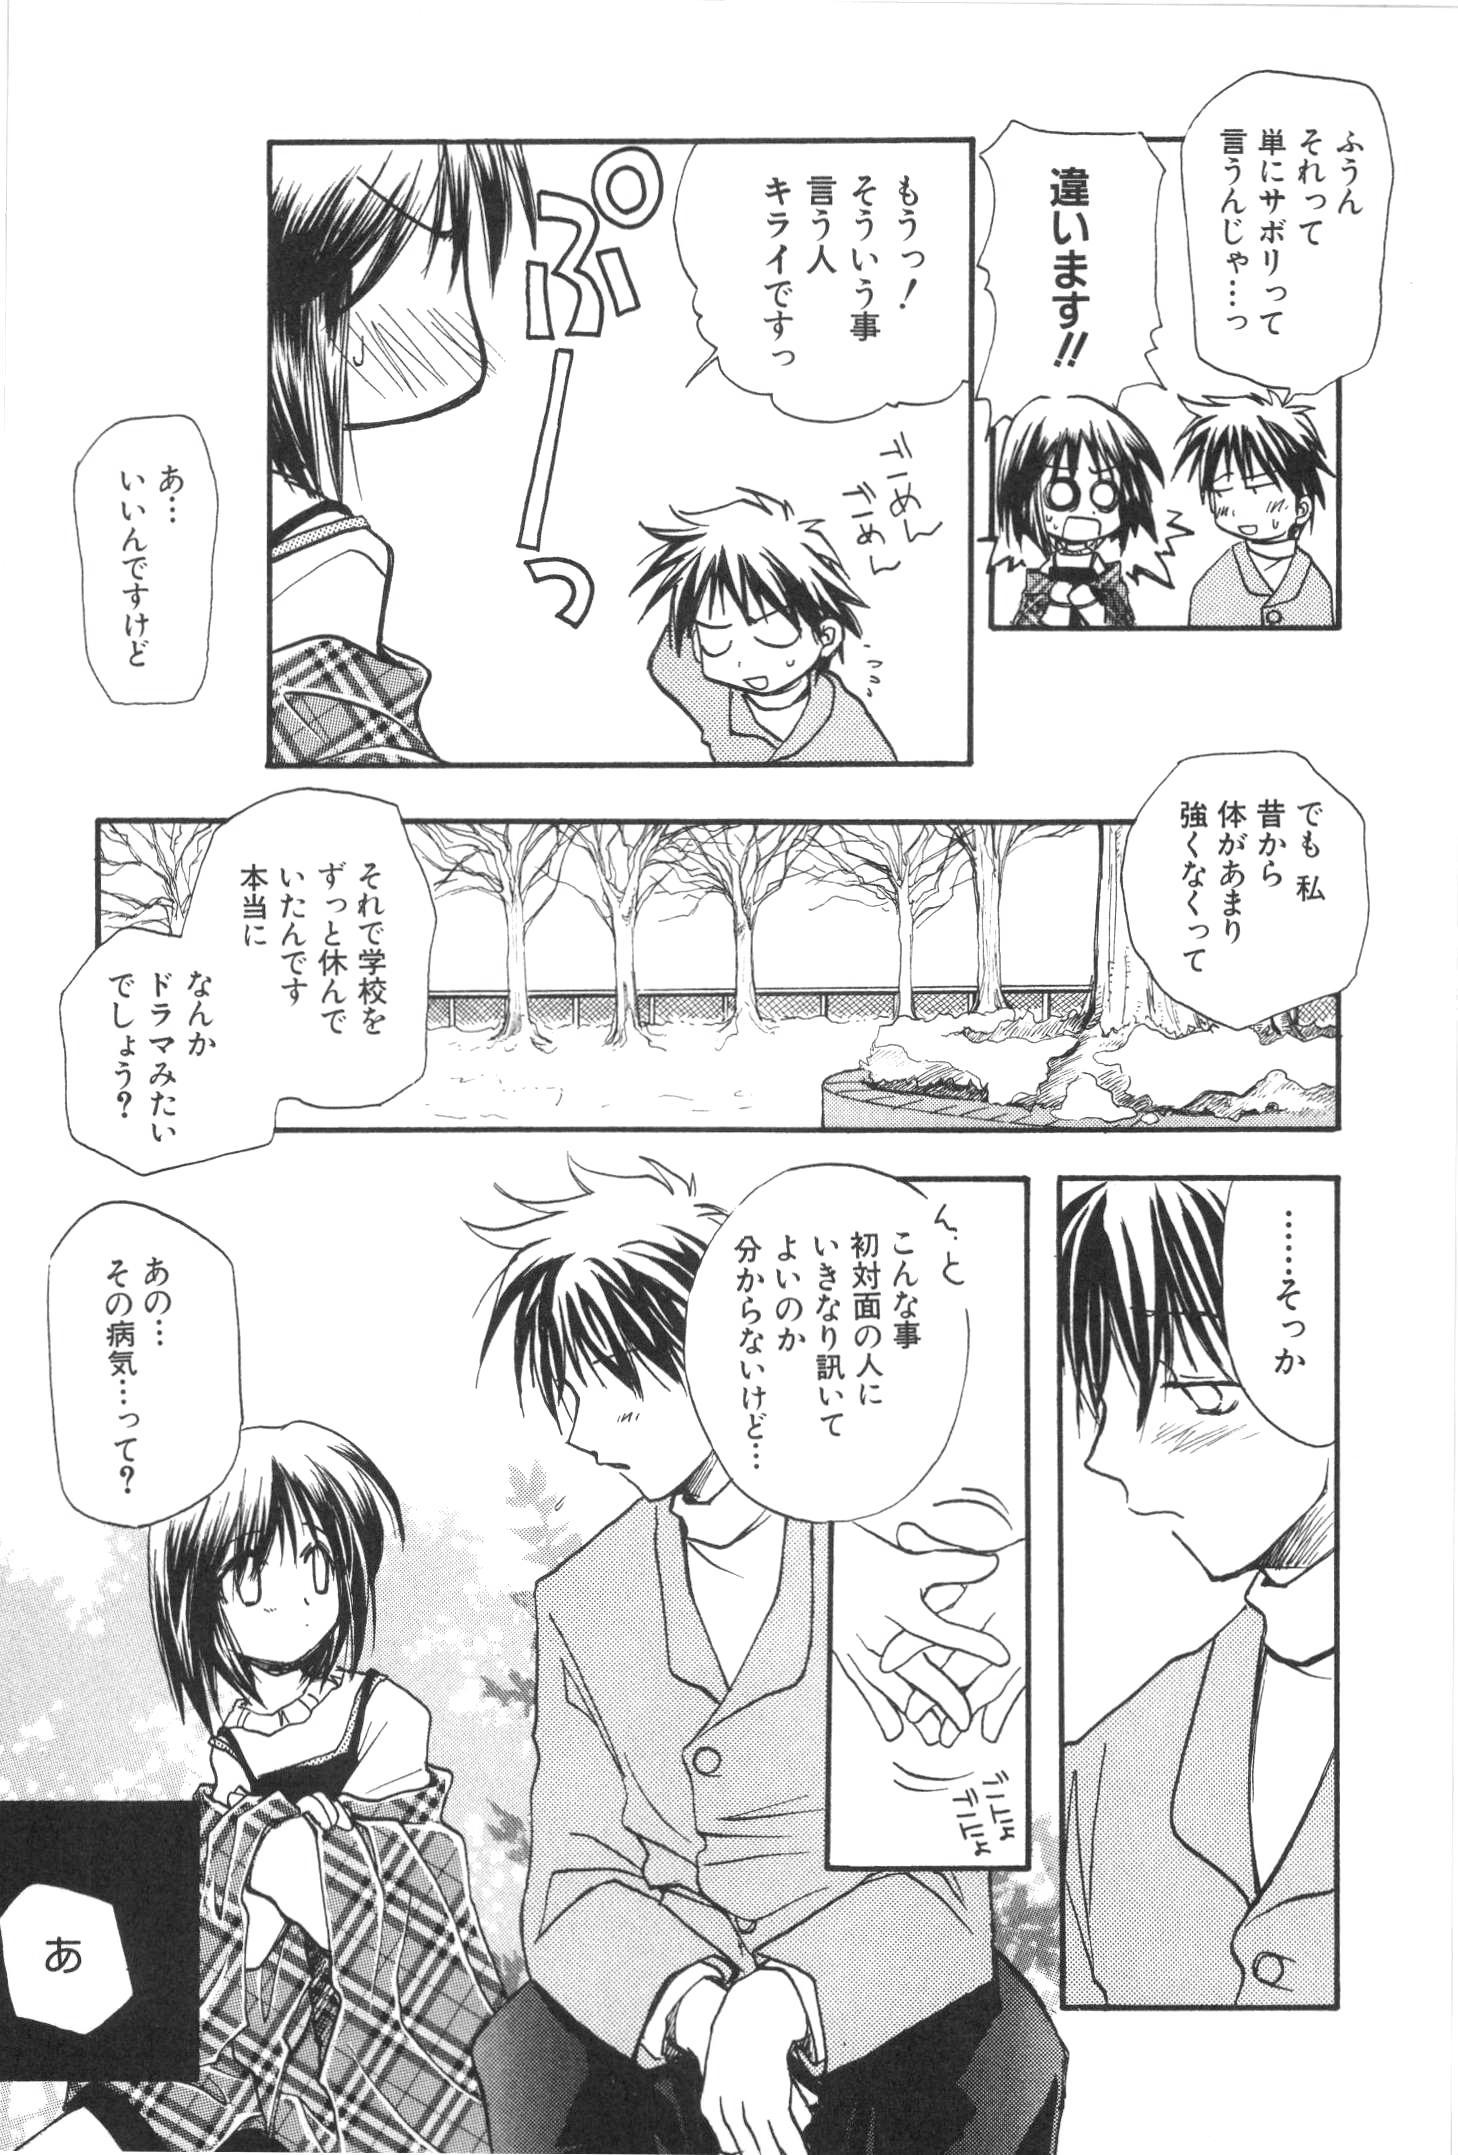 ふうん
それって
単にサボリって
言うんじゃ…っ
違います!!
もうっ!
そういう事
言う人
キライですっ
ぷーっ
ごめん
ごめん
あ…
いいんですけど
でも 私
昔から
体があまり
強くなくって
それで学校を
ずっと休んで
いたんです
本当に
なんか
ドラマみたい
でしょう?
……そっか
ん、と
こんな事
初対面の人に
いきなり訊いて
よいのか
分からないけど…
あの…
その病気…って?
あ